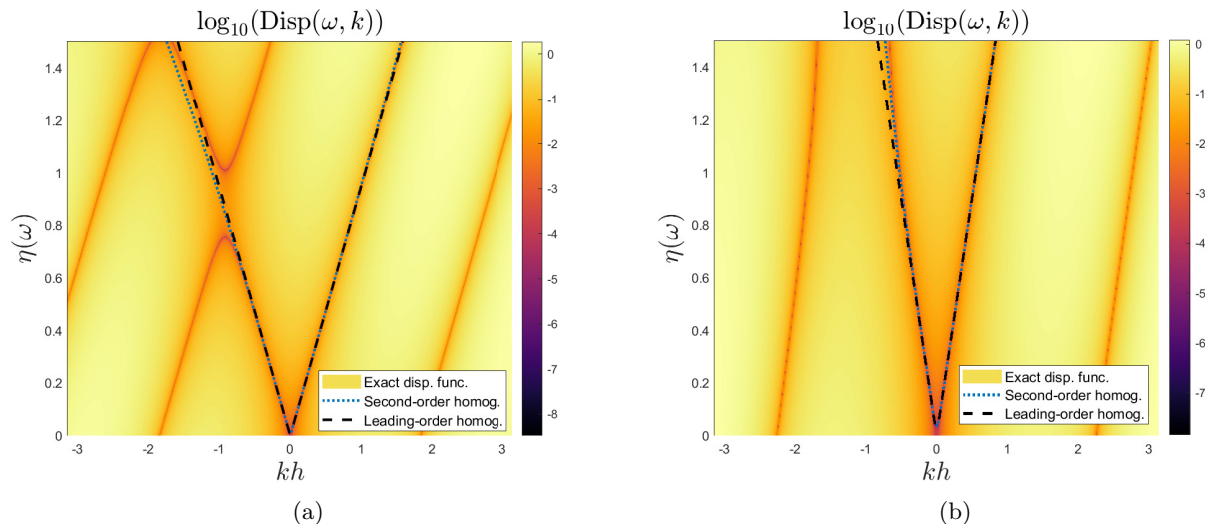 log₁₀(Disp(ω, k))
1.4
1.2
1
0.8
0.6
0.4
0.2
0
η(ω)
-3 -2 -1 0 1 2 3
kh
0
-1
-2
-3
-4
-5
-6
-7
-8
Exact disp. func.
Second-order homog.
Leading-order homog.
(a)
log₁₀(Disp(ω, k))
1.4
1.2
1
0.8
0.6
0.4
0.2
0
η(ω)
-3 -2 -1 0 1 2 3
kh
0
-1
-2
-3
-4
-5
-6
-7
Exact disp. func.
Second-order homog.
Leading-order homog.
(b)